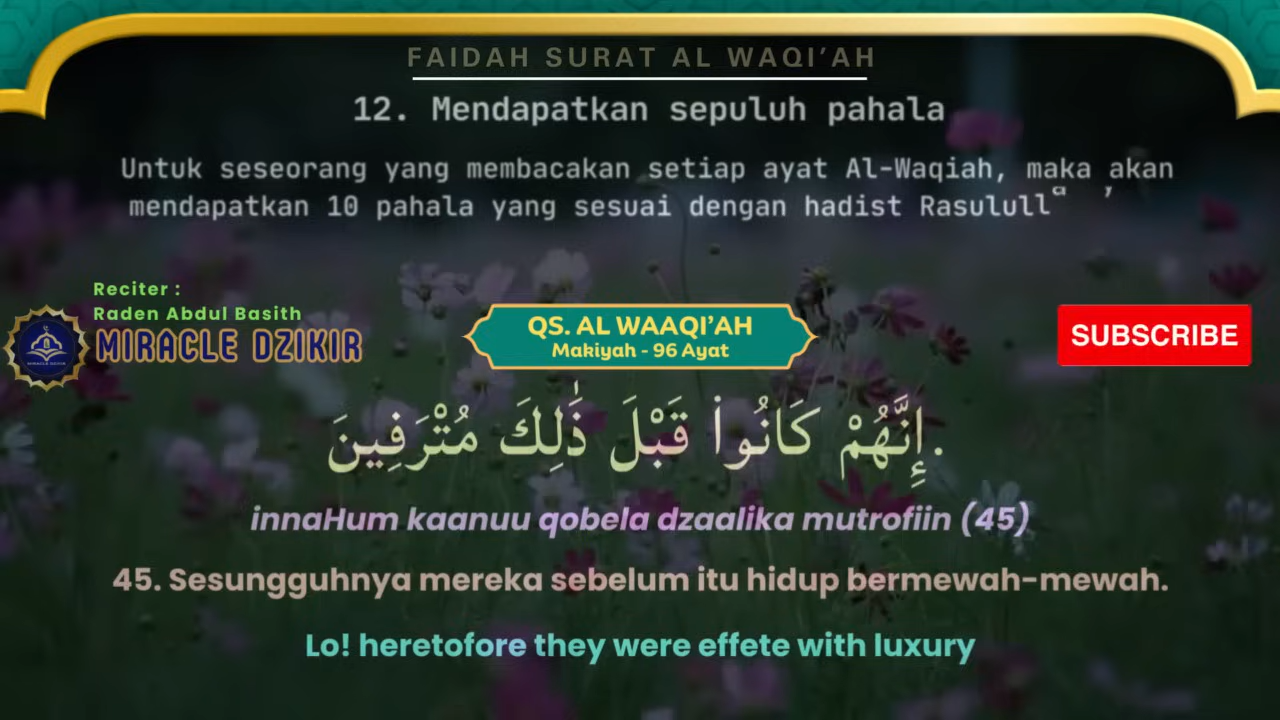 FAIDAH SURAT AL WAQI'AH
12. Mendapatkan sepuluh pahala
Untuk seseorang yang membacakan setiap ayat Al-Waqiah, maka akan
mendapatkan 10 pahala yang sesuai dengan hadist Rasulull
Reciter :
Raden Abdul Basith
MIRACLE DZIKIR
QS. AL WAAQI'AH
Makiyah - 96 Ayat
SUBSCRIBE
إِنَّهُمْ كَانُوا۟ قَبْلَ ذَٰلِكَ مُتْرَفِينَ.
innaHum kaanuu qobela dzaalika mutrofiin (45)
45. Sesungguhnya mereka sebelum itu hidup bermewah-mewah.
Lo! heretofore they were effete with luxury